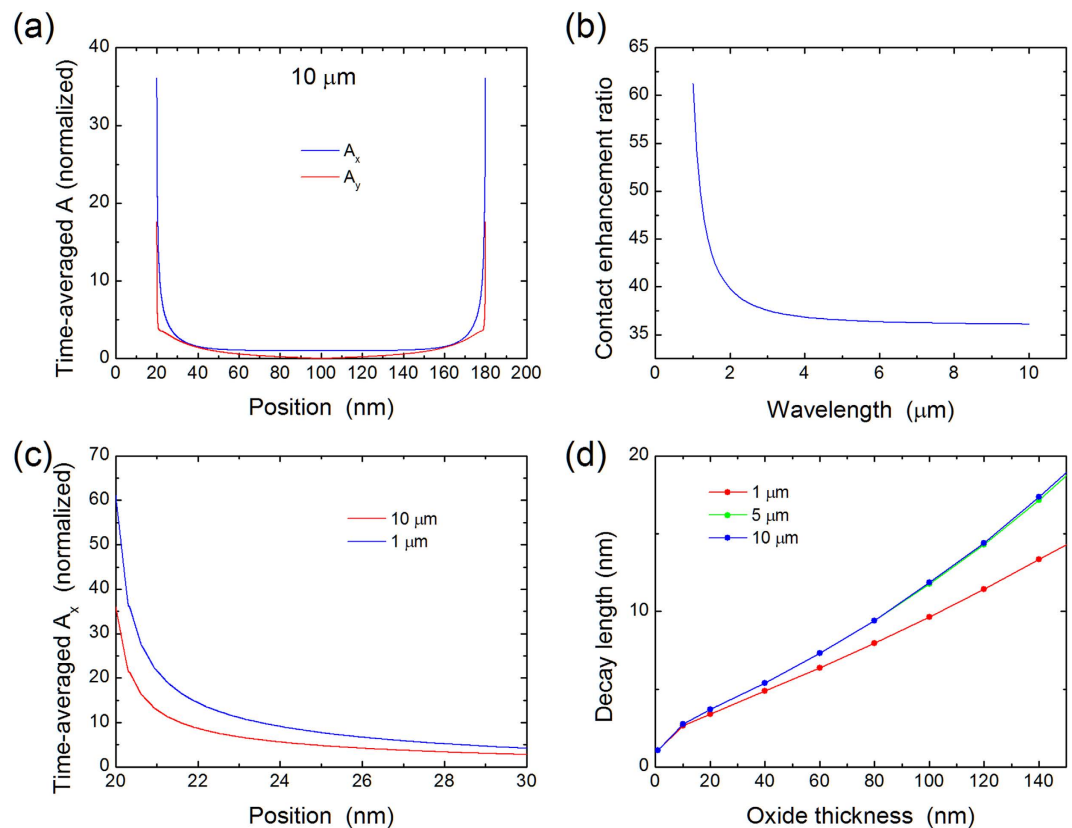 (a)
Time-averaged A (normalized)
40
30
20
10
0
10 μm
Aₓ
A_y
0 20 40 60 80 100 120 140 160 180 200
Position (nm)
(b)
Contact enhancement ratio
65
60
55
50
45
40
35
0 2 4 6 8 10
Wavelength (μm)
(c)
Time-averaged Aₓ (normalized)
70
60
50
40
30
20
10
0
10 μm
1 μm
20 22 24 26 28 30
Position (nm)
(d)
Decay length (nm)
20
10
0
1 μm
5 μm
10 μm
0 20 40 60 80 100 120 140
Oxide thickness (nm)